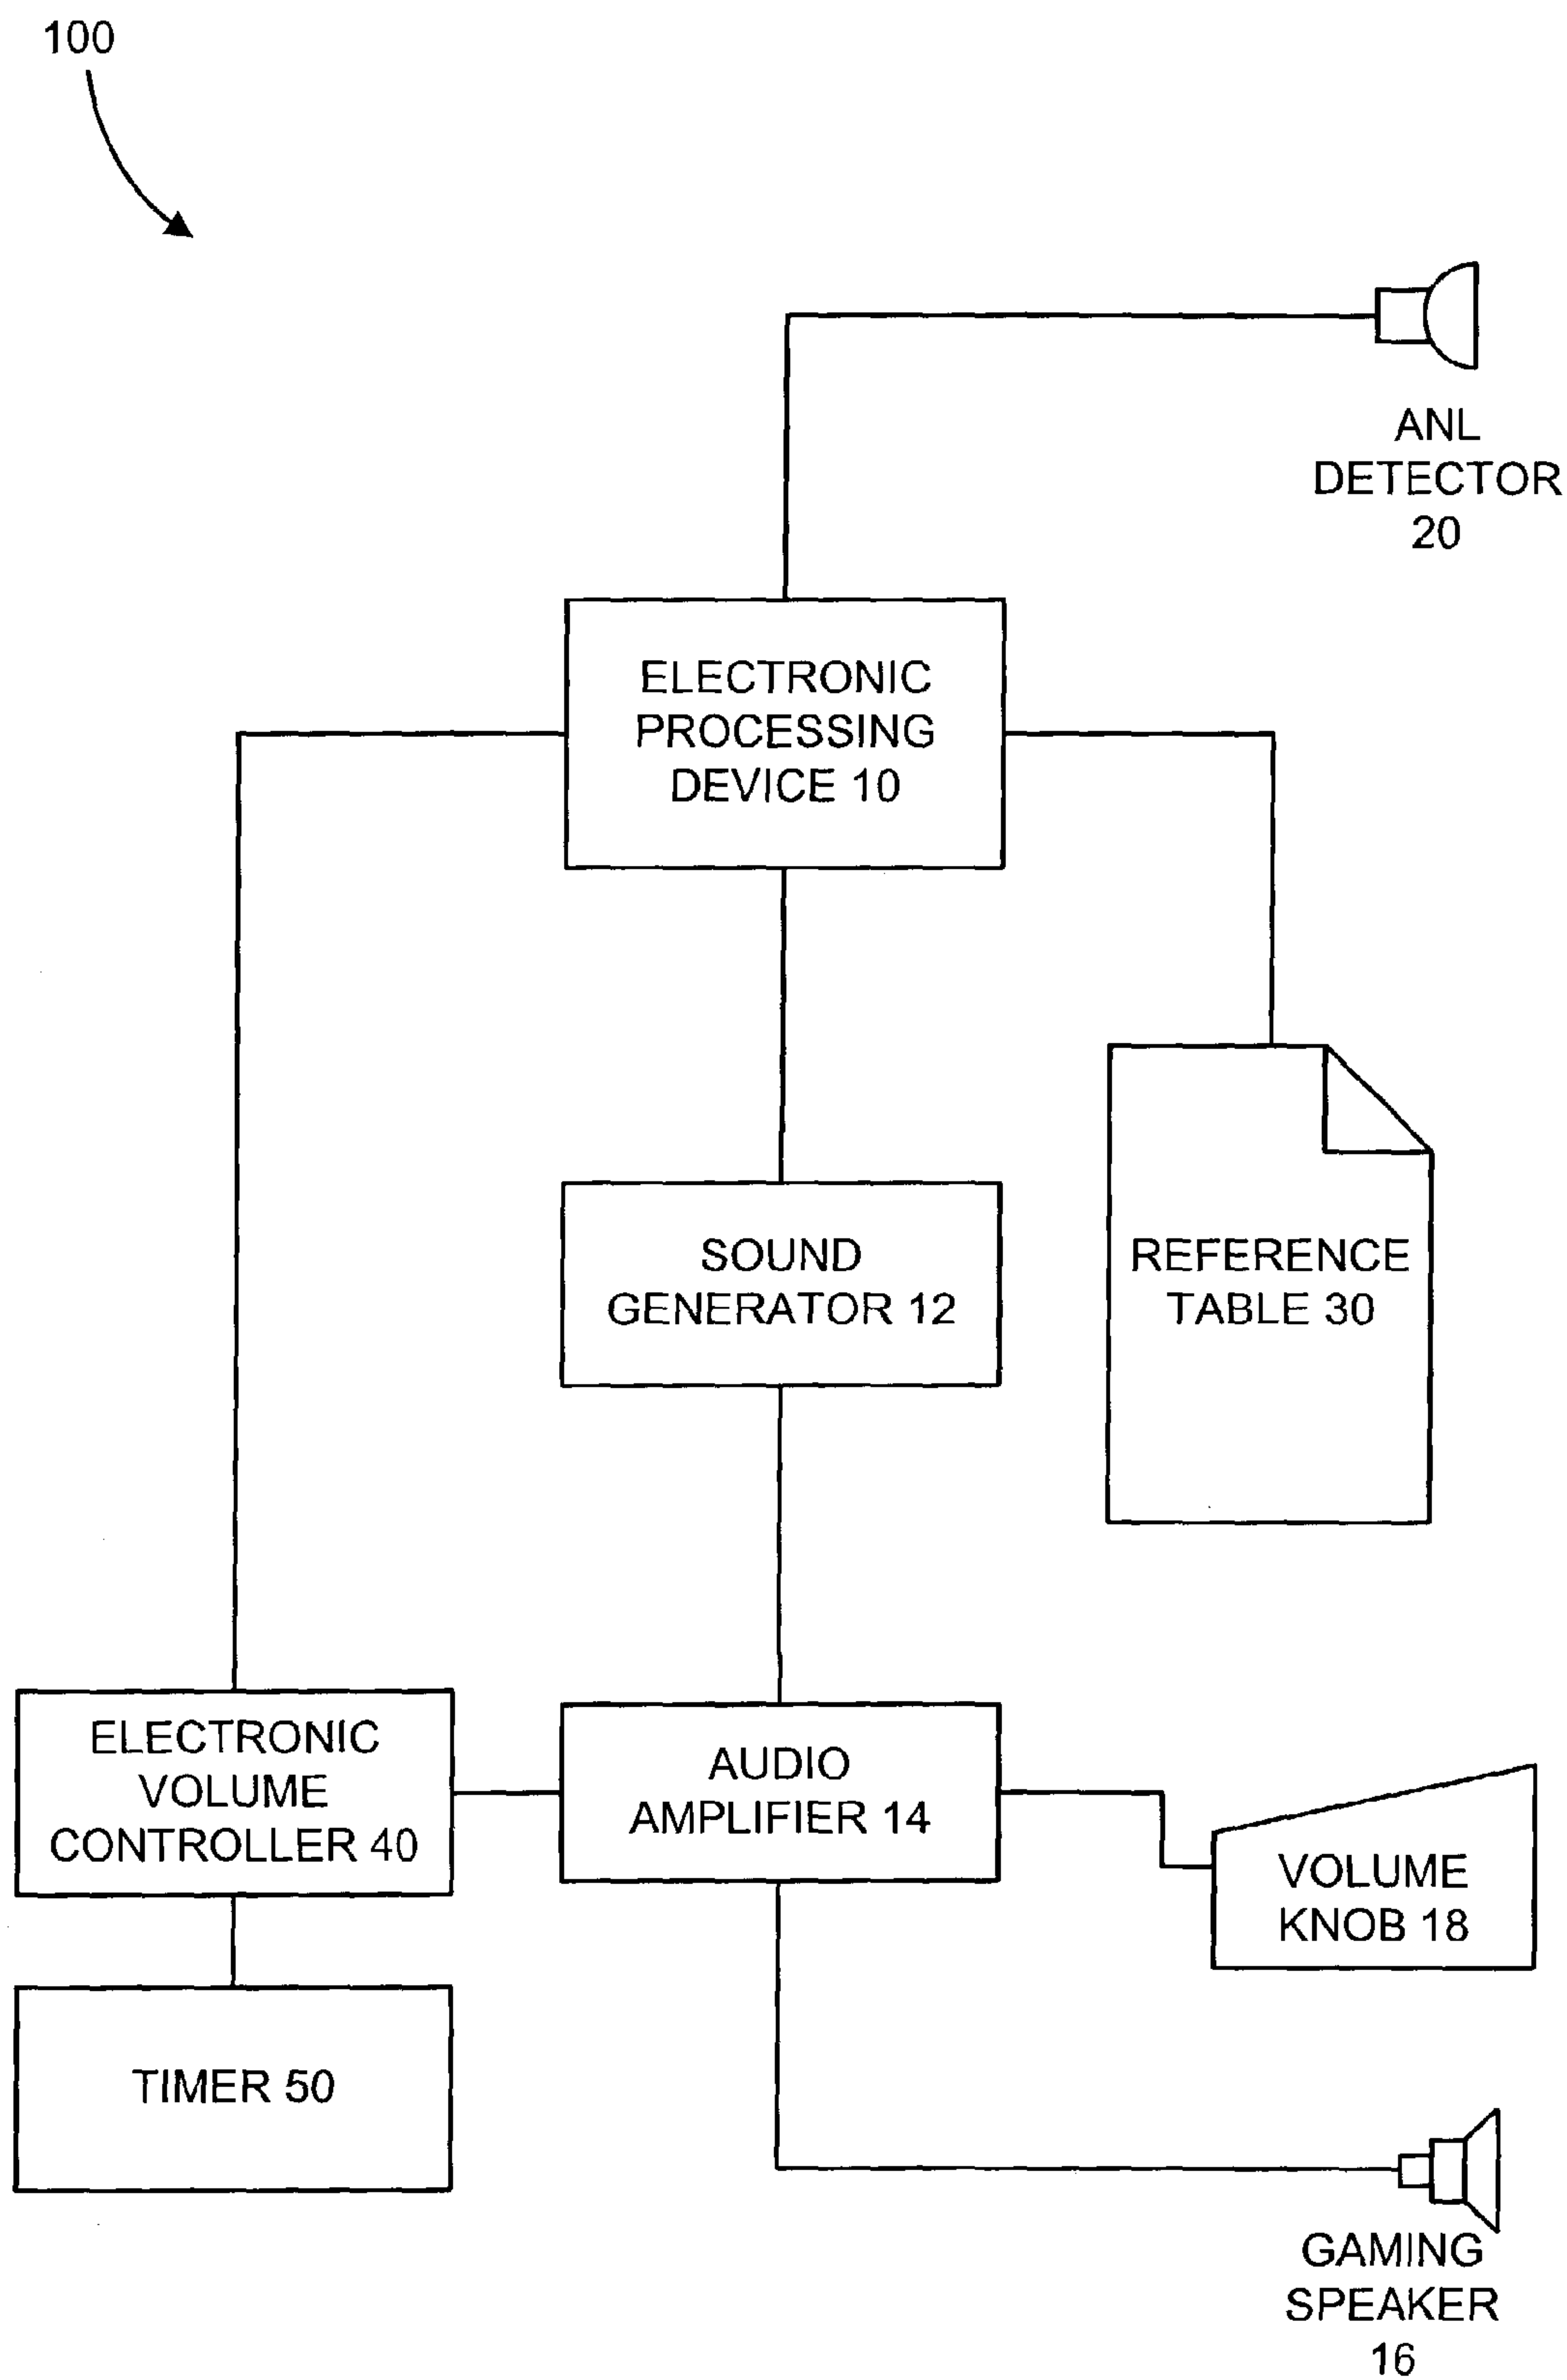 100
ANL
DETECTOR
20
ELECTRONIC
PROCESSING
DEVICE 10
SOUND
GENERATOR 12
REFERENCE
TABLE 30
ELECTRONIC
VOLUME
CONTROLLER 40
AUDIO
AMPLIFIER 14
VOLUME
KNOB 18
TIMER 50
GAMING
SPEAKER
16